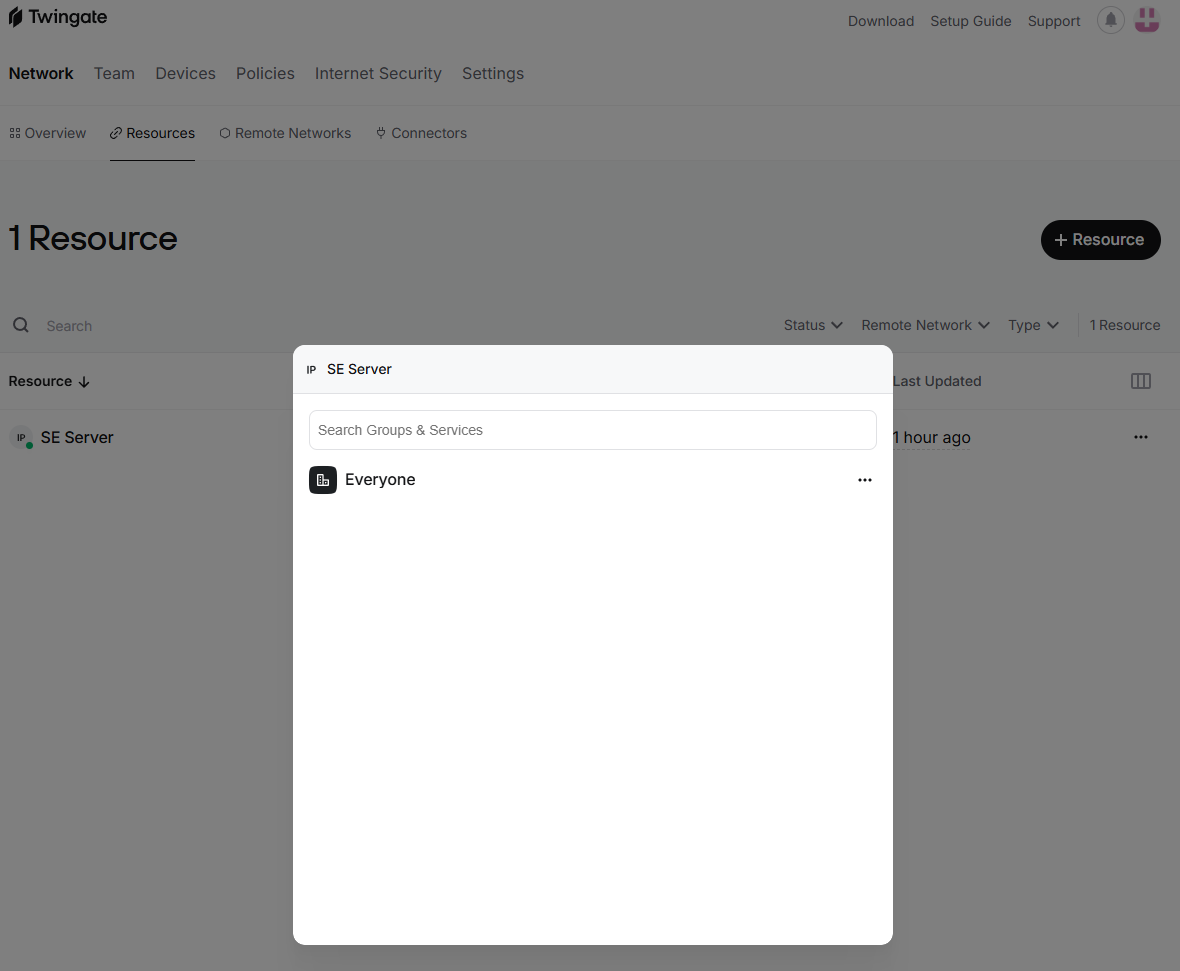 Twingate
Download Setup Guide Support
Network Team Devices Policies Internet Security Settings
Overview Resources Remote Networks Connectors
1 Resource
+ Resource
Search
Status Remote Network Type 1 Resource
IP SE Server
Resource Last Updated
Search Groups & Services
IP SE Server 1 hour ago
Everyone